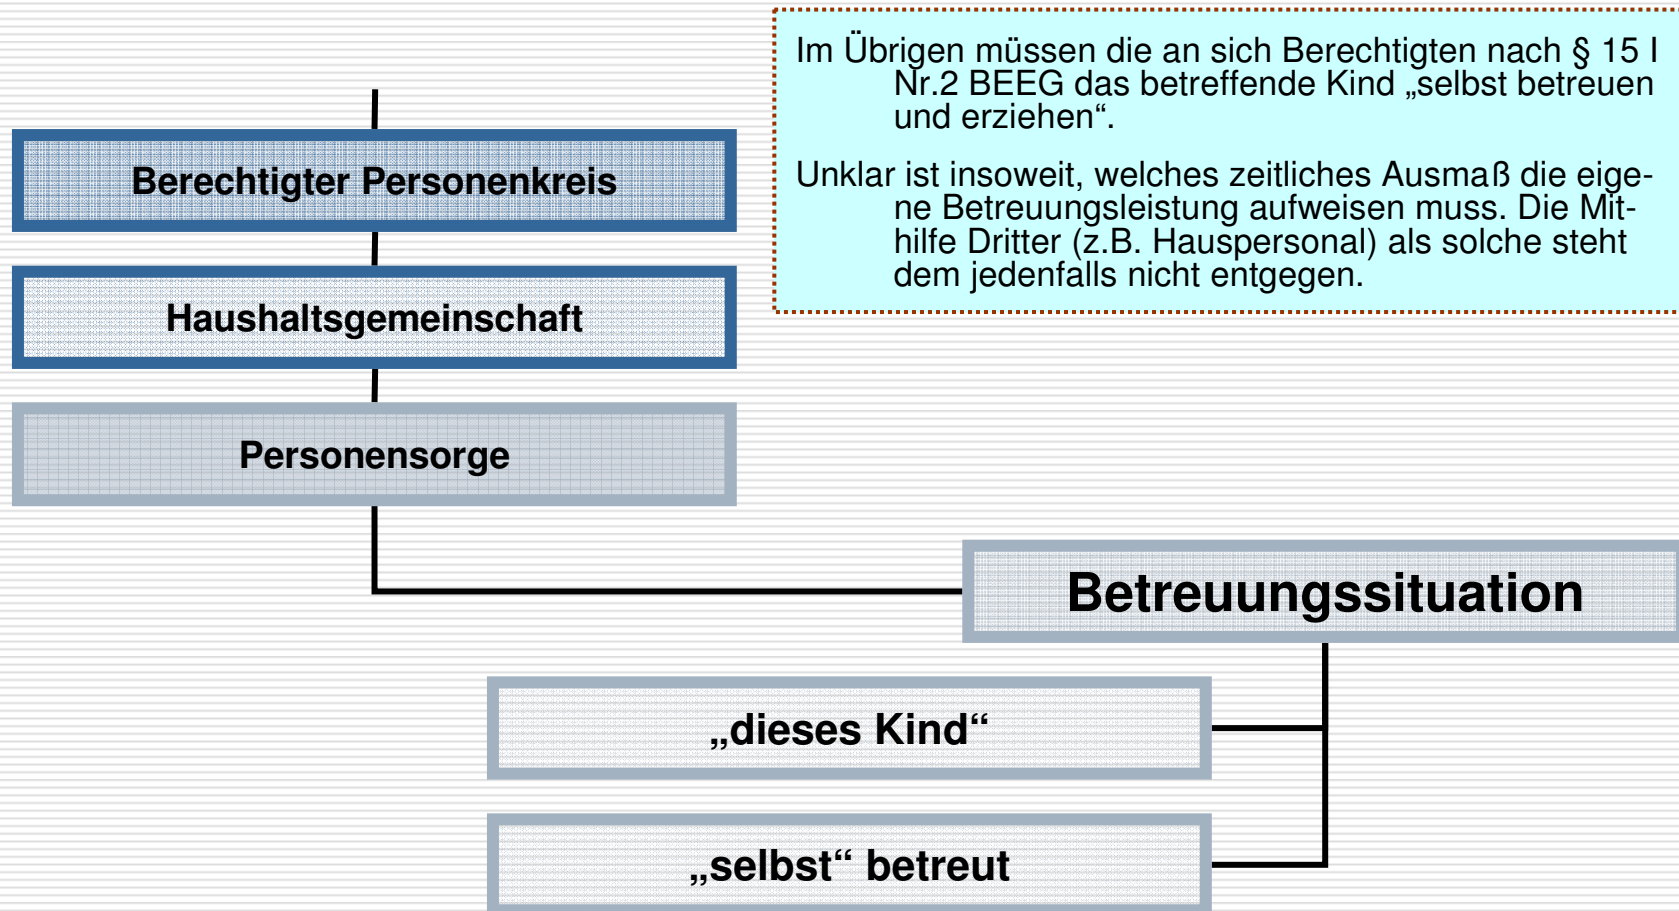 Im Übrigen müssen die an sich Berechtigten nach § 15 I
Nr.2 BEEG das betreffende Kind „selbst betreuen
und erziehen“.
Unklar ist insoweit, welches zeitliches Ausmaß die eige-
ne Betreuungsleistung aufweisen muss. Die Mit-
hilfe Dritter (z.B. Hauspersonal) als solche steht
dem jedenfalls nicht entgegen.
Berechtigter Personenkreis
Haushaltsgemeinschaft
Personensorge
Betreuungssituation
„dieses Kind“
„selbst“ betreut